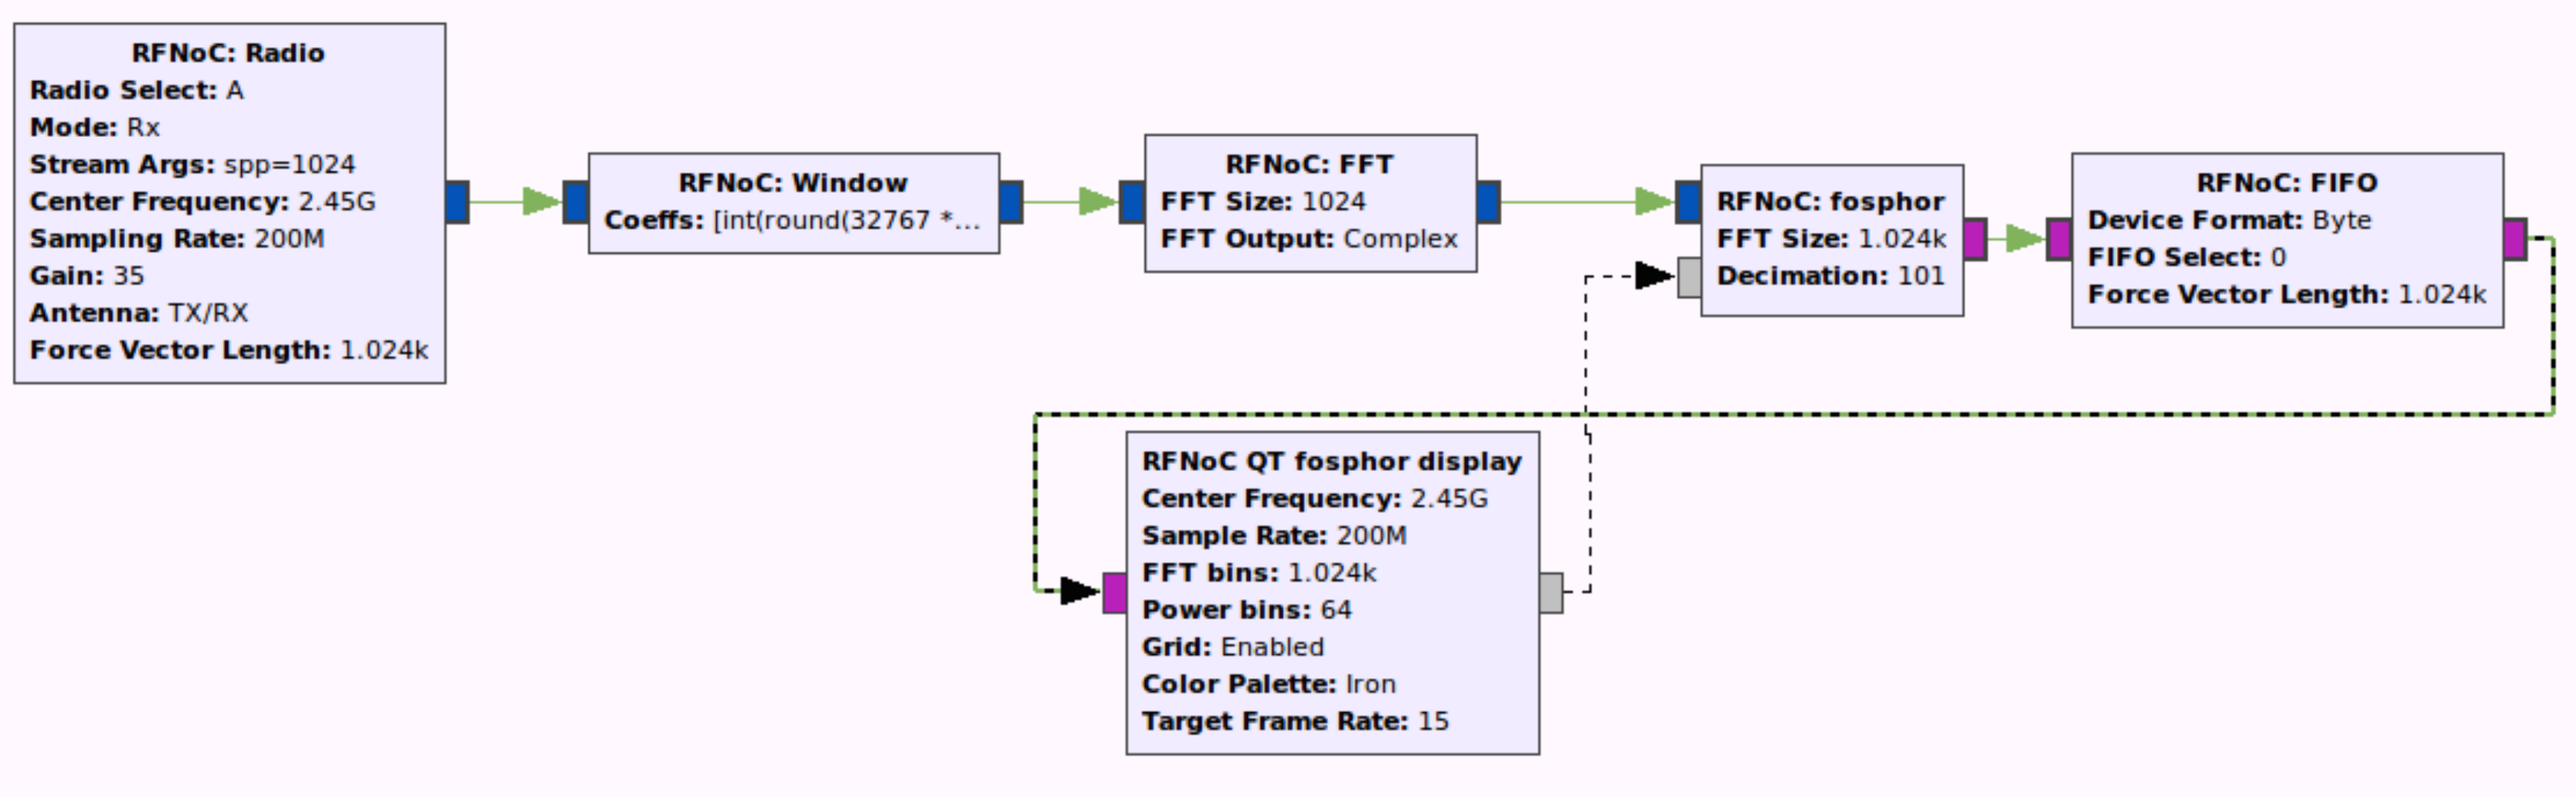 RFNoC: Radio
Radio Select: A
Mode: Rx
Stream Args: spp=1024
Center Frequency: 2.45G
Sampling Rate: 200M
Gain: 35
Antenna: TX/RX
Force Vector Length: 1.024k
RFNoC: Window
Coeffs: [int(round(32767 *...
RFNoC: FFT
FFT Size: 1024
FFT Output: Complex
RFNoC: fosphor
FFT Size: 1.024k
Decimation: 101
RFNoC: FIFO
Device Format: Byte
FIFO Select: 0
Force Vector Length: 1.024k
RFNoC QT fosphor display
Center Frequency: 2.45G
Sample Rate: 200M
FFT bins: 1.024k
Power bins: 64
Grid: Enabled
Color Palette: Iron
Target Frame Rate: 15